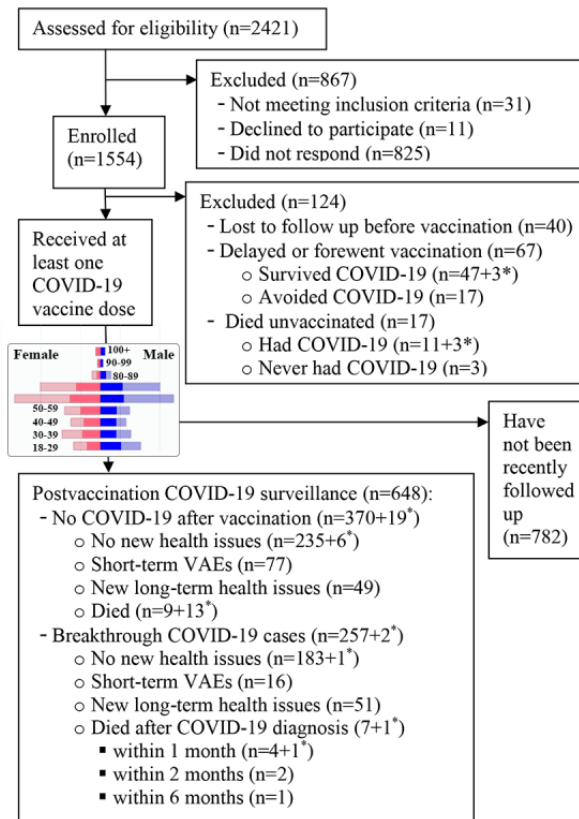 Assessed for eligibility (n=2421)
Excluded (n=867)
- Not meeting inclusion criteria (n=31)
- Declined to participate (n=11)
- Did not respond (n=825)
Enrolled
(n=1554)
Excluded (n=124)
- Lost to follow up before vaccination (n=40)
- Delayed or forewent vaccination (n=67)
o Survived COVID-19 (n=47+3*)
o Avoided COVID-19 (n=17)
- Died unvaccinated (n=17)
o Had COVID-19 (n=11+3*)
o Never had COVID-19 (n=3)
Received at
least one
COVID-19
vaccine dose
Female 100+ Male
90-99
80-89
50-59
40-49
30-39
18-29
Have
not been
recently
followed
up
(n=782)
Postvaccination COVID-19 surveillance (n=648):
- No COVID-19 after vaccination (n=370+19*)
o No new health issues (n=235+6*)
o Short-term VAEs (n=77)
o New long-term health issues (n=49)
o Died (n=9+13*)
- Breakthrough COVID-19 cases (n=257+2*)
o No new health issues (n=183+1*)
o Short-term VAEs (n=16)
o New long-term health issues (n=51)
o Died after COVID-19 diagnosis (7+1*)
▪ within 1 month (n=4+1*)
▪ within 2 months (n=2)
▪ within 6 months (n=1)